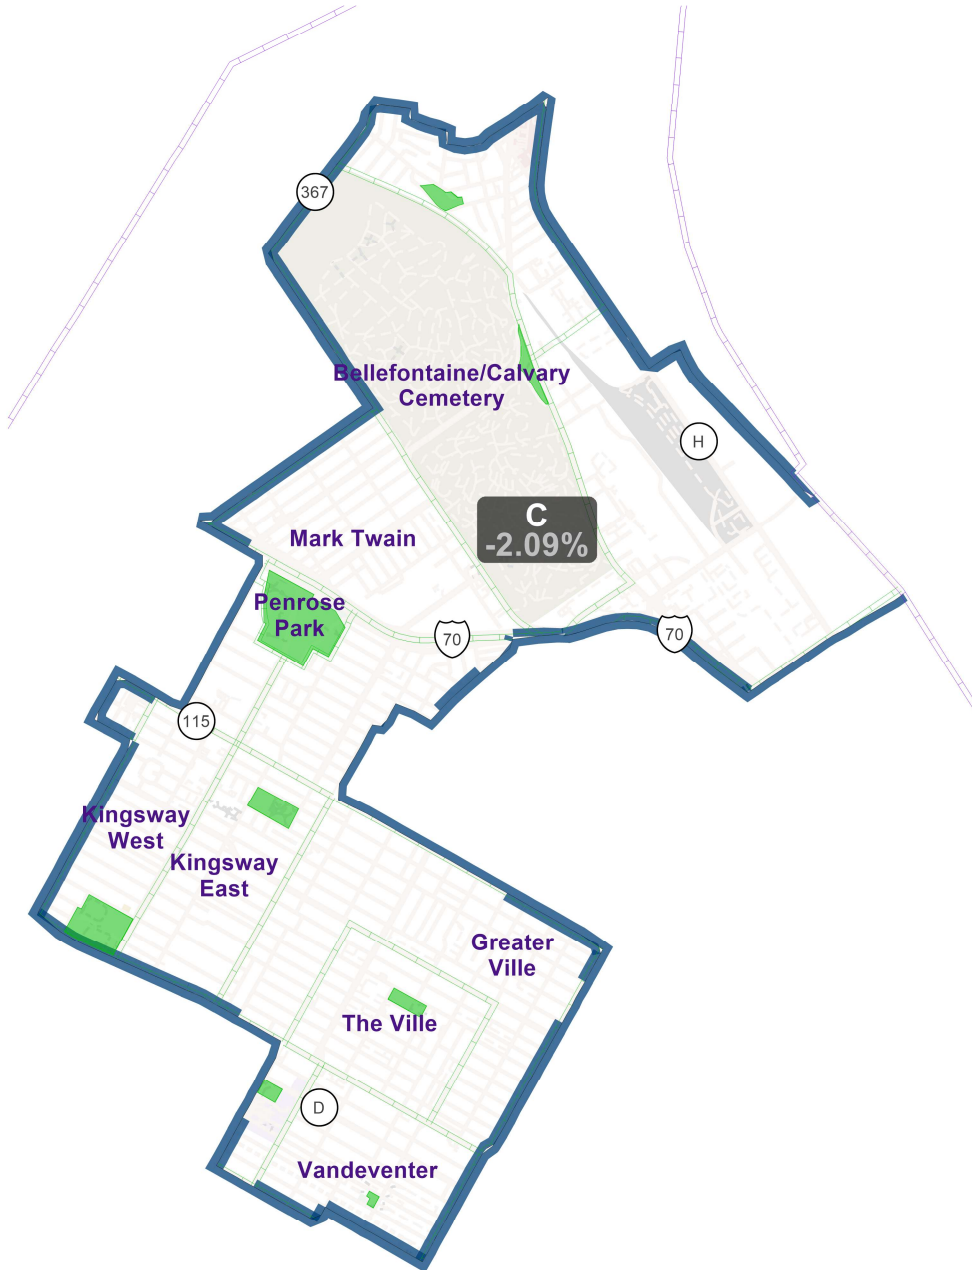 367
Bellefontaine/Calvary
Cemetery
H
C
-2.09%
Mark Twain
Penrose
Park
70
70
115
Kingsway
West
Kingsway
East
Greater
Ville
The Ville
D
Vandeventer